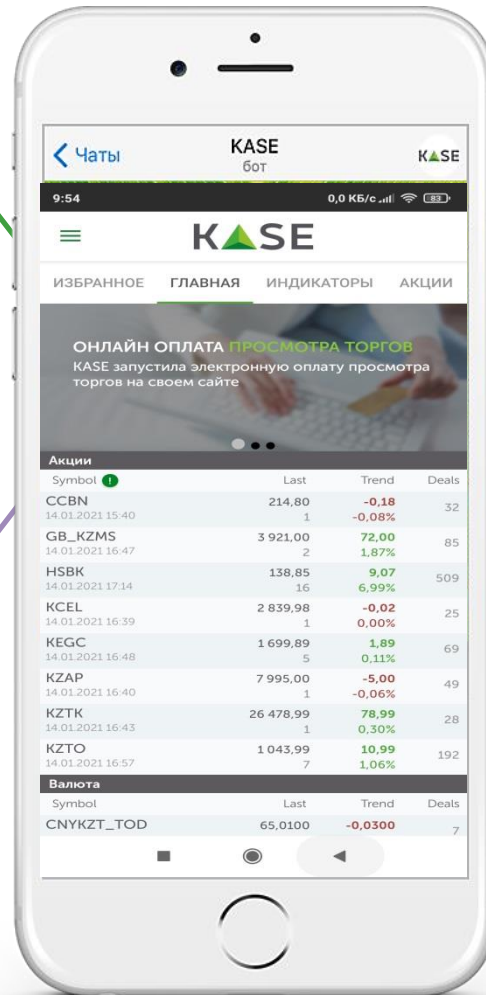 Чаты
KASE
бот
KASE
9:54
0,0 КБ/с
83
KASE
ИЗБРАННОЕ ГЛАВНАЯ ИНДИКАТОРЫ АКЦИИ
ОНЛАЙН ОПЛАТА ПРОСМОТРА ТОРГОВ
KASE запустила электронную оплату просмотра
торгов на своем сайте
Акции
Symbol ! Last Trend Deals
CCBN 214,80 -0,18 32
14.01.2021 15:40 1 -0,08%
GB_KZMS 3 921,00 72,00 85
14.01.2021 16:47 2 1,87%
HSBK 138,85 9,07 509
14.01.2021 17:14 16 6,99%
KCEL 2 839,98 -0,02 25
14.01.2021 16:39 1 0,00%
KEGC 1 699,89 1,89 69
14.01.2021 16:48 5 0,11%
KZAP 7 995,00 -5,00 49
14.01.2021 16:40 1 -0,06%
KZTK 26 478,99 78,99 28
14.01.2021 16:43 1 0,30%
KZTO 1 043,99 10,99 192
14.01.2021 16:57 7 1,06%
Валюта
Symbol Last Trend Deals
CNYKZT_TOD 65,0100 -0,0300 7